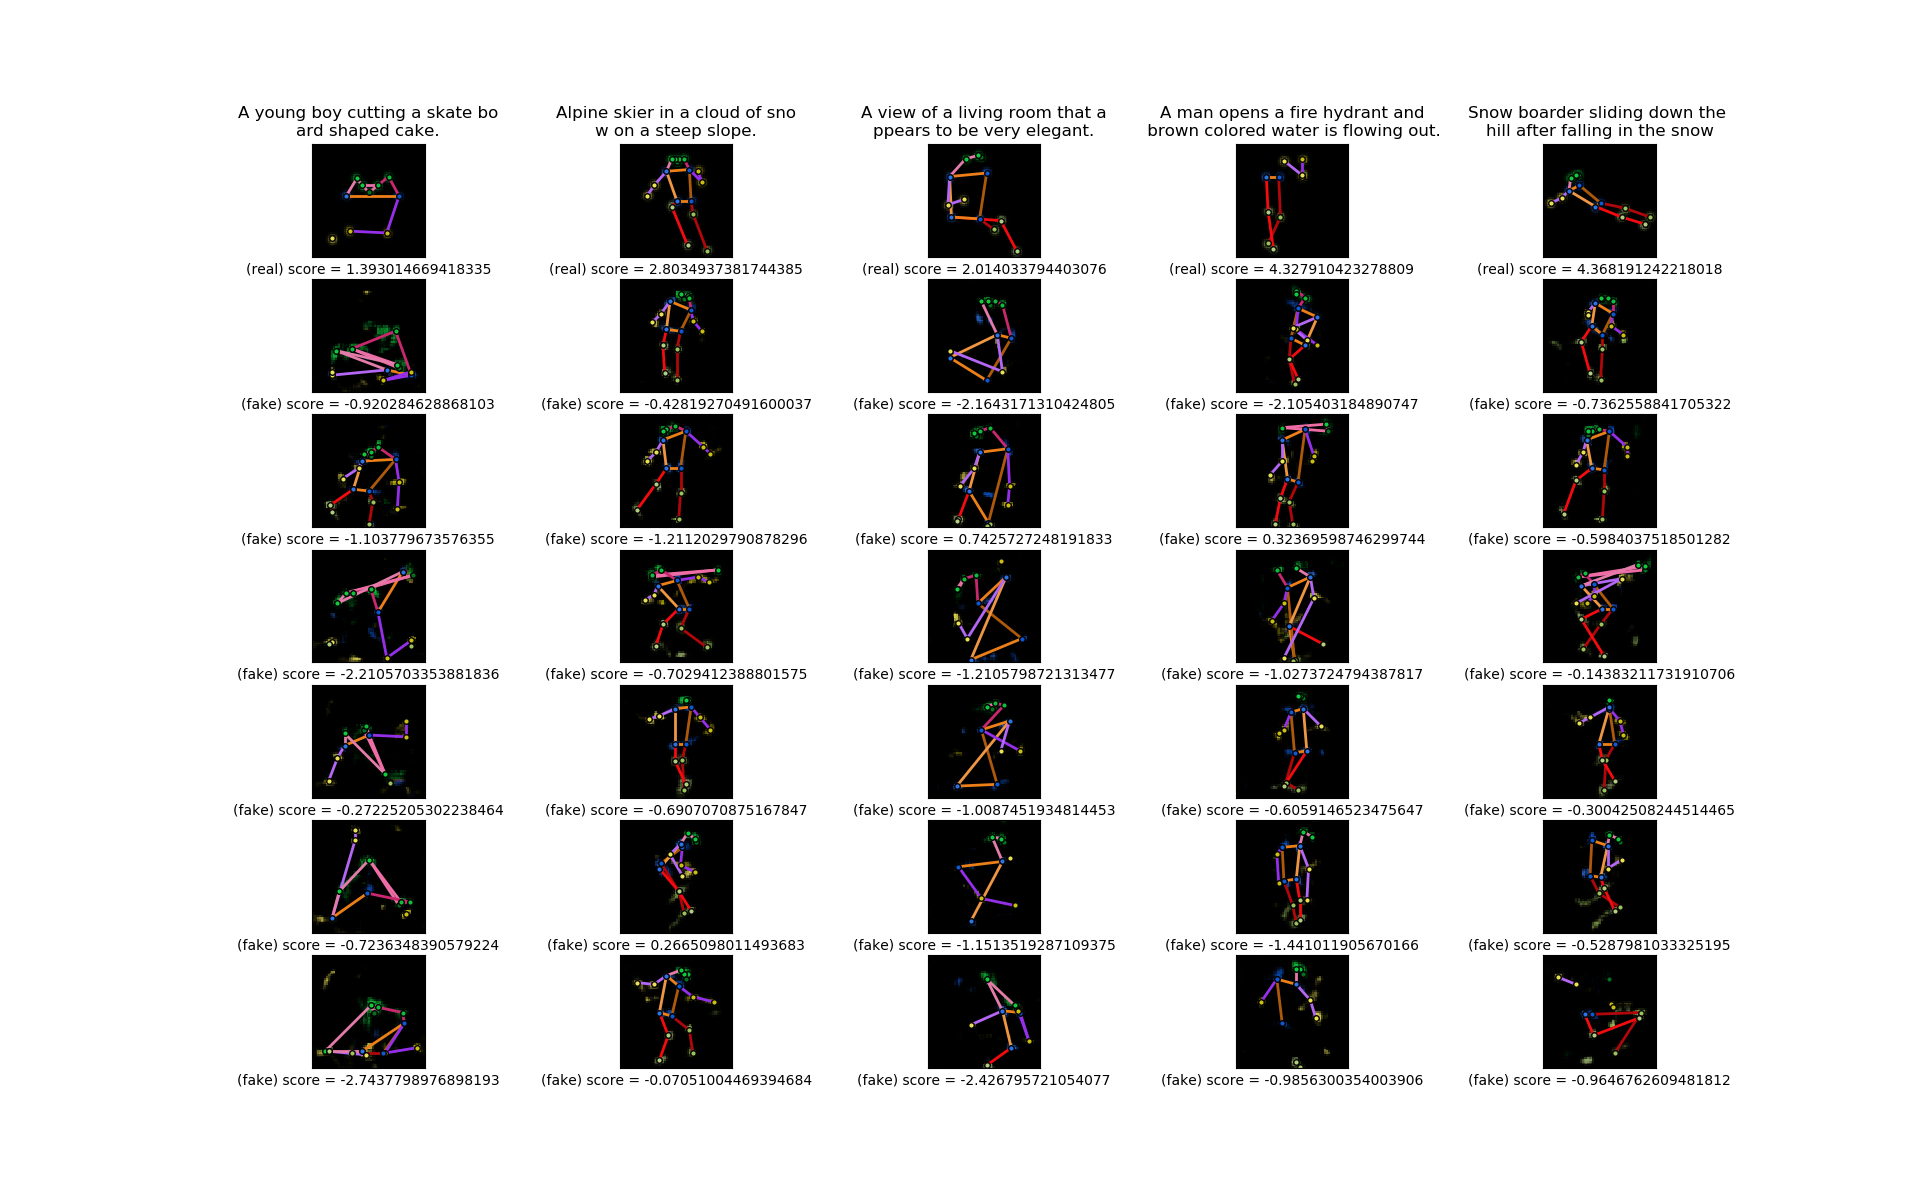 A young boy cutting a skate bo
ard shaped cake.
Alpine skier in a cloud of sno
w on a steep slope.
A view of a living room that a
ppears to be very elegant.
A man opens a fire hydrant and
brown colored water is flowing out.
Snow boarder sliding down the
hill after falling in the snow
(real) score = 1.393014669418335
(real) score = 2.8034937381744385
(real) score = 2.014033794403076
(real) score = 4.327910423278809
(real) score = 4.368191242218018
(fake) score = -0.920284628868103
(fake) score = -0.42819270491600037
(fake) score = -2.1643171310424805
(fake) score = -2.105403184890747
(fake) score = -0.7362558841705322
(fake) score = -1.103779673576355
(fake) score = -1.2112029790878296
(fake) score = 0.7425727248191833
(fake) score = 0.32369598746299744
(fake) score = -0.5984037518501282
(fake) score = -2.2105703353881836
(fake) score = -0.7029412388801575
(fake) score = -1.2105798721313477
(fake) score = -1.0273724794387817
(fake) score = -0.14383211731910706
(fake) score = -0.27225205302238464
(fake) score = -0.6907070875167847
(fake) score = -1.0087451934814453
(fake) score = -0.6059146523475647
(fake) score = -0.30042508244514465
(fake) score = -0.7236348390579224
(fake) score = 0.2665098011493683
(fake) score = -1.1513519287109375
(fake) score = -1.441011905670166
(fake) score = -0.5287981033325195
(fake) score = -2.7437798976898193
(fake) score = -0.07051004469394684
(fake) score = -2.426795721054077
(fake) score = -0.9856300354003906
(fake) score = -0.9646762609481812